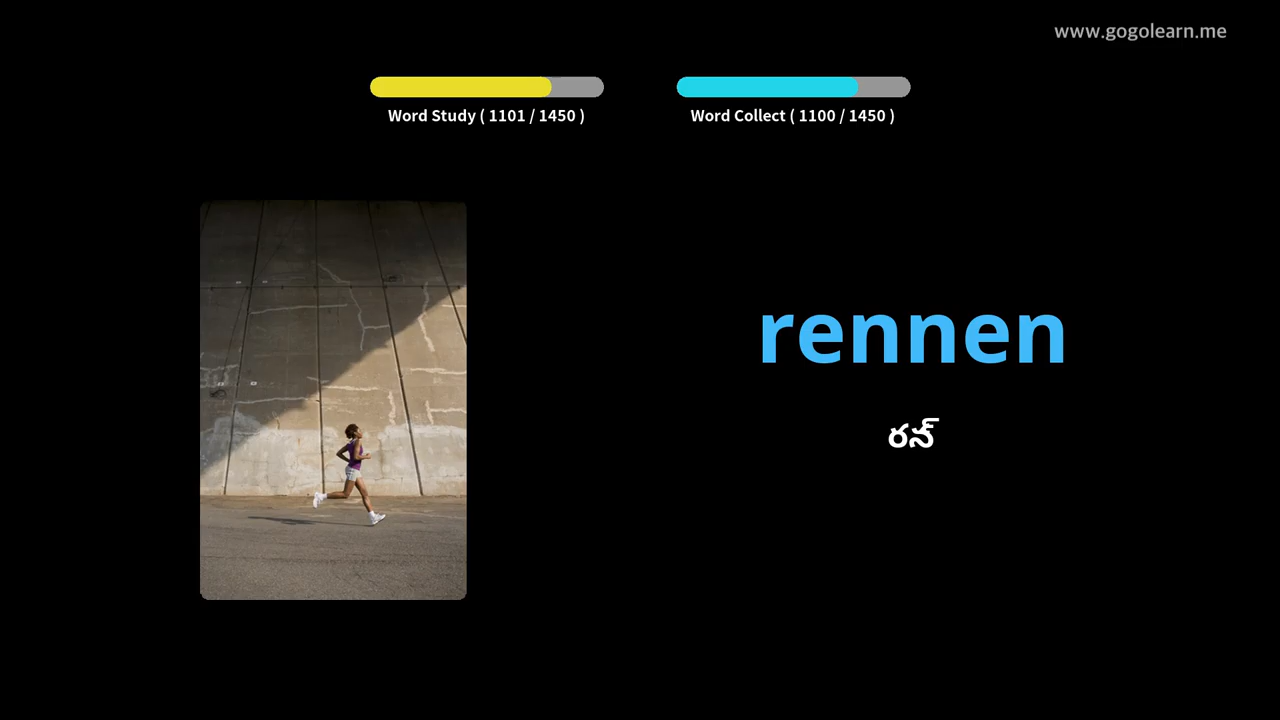 www.gogolearn.me
Word Study ( 1101 / 1450 )
Word Collect ( 1100 / 1450 )
rennen
రన్